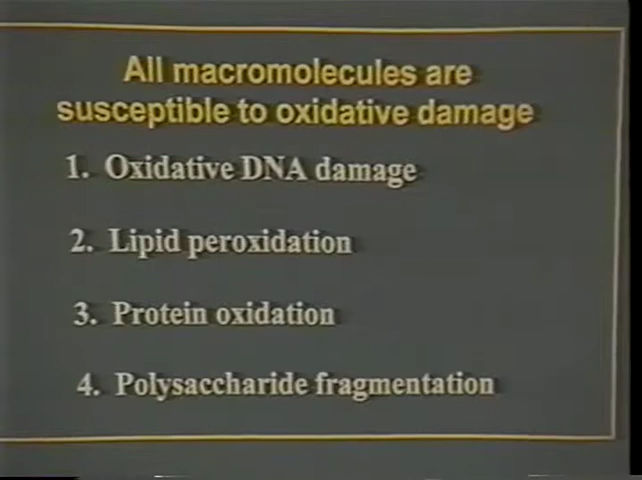 All macromolecules are
susceptible to oxidative damage
1. Oxidative DNA damage
2. Lipid peroxidation
3. Protein oxidation
4. Polysaccharide fragmentation